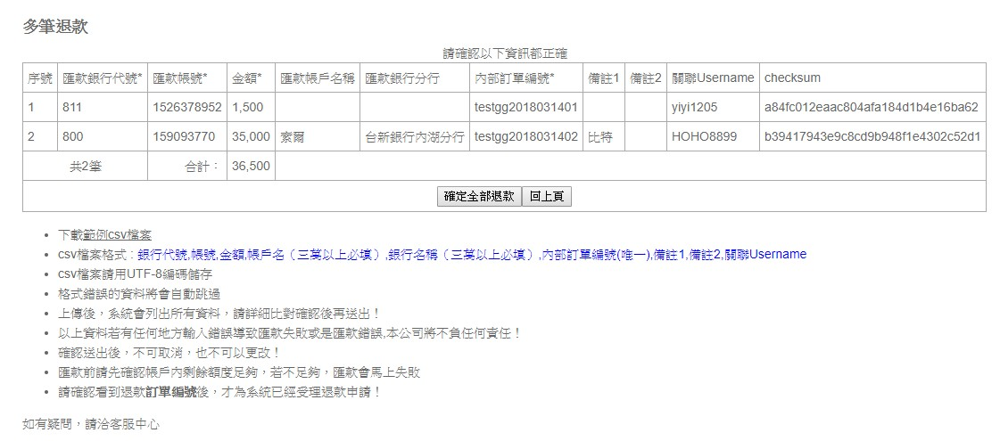 多筆退款
請確認以下資訊都正確
序號 匯款銀行代號* 匯款帳號* 金額* 匯款帳戶名稱 匯款銀行分行 內部訂單編號* 備註1 備註2 關聯Username checksum
1 811 1526378952 1,500 testgg2018031401 yiyi1205 a84fc012eaac804afa184d1b4e16ba62
2 800 159093770 35,000 索爾 台新銀行內湖分行 testgg2018031402 比特 HOHO8899 b39417943e9c8cd9b948f1e4302c52d1
共2筆 合計： 36,500
確定全部退款 回上頁
下載範例csv檔案
csv檔案格式 : 銀行代號,帳號,金額,帳戶名（三萬以上必填）,銀行名稱（三萬以上必填）,內部訂單編號(唯一),備註1,備註2,關聯Username
csv檔案請用UTF-8編碼儲存
格式錯誤的資料將會自動跳過
上傳後，系統會列出所有資料，請詳細比對確認後再送出！
以上資料若有任何地方輸入錯誤導致匯款失敗或是匯款錯誤,本公司將不負任何責任！
確認送出後，不可取消，也不可以更改！
匯款前請先確認帳戶內剩餘額度足夠，若不足夠，匯款會馬上失敗
請確認看到退款訂單編號後，才為系統已經受理退款申請！
如有疑問，請洽客服中心